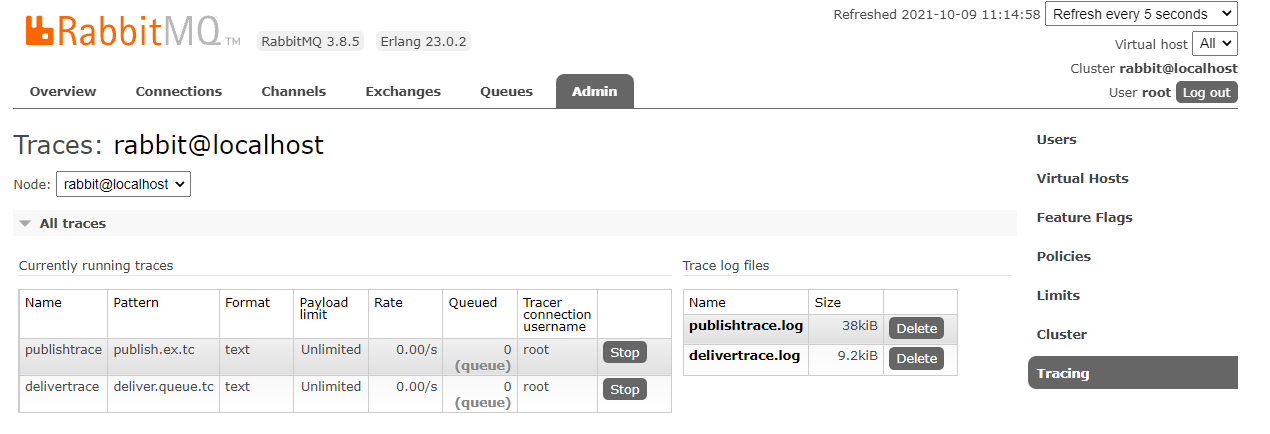 Refreshed 2021-10-09 11:14:58 Refresh every 5 seconds
RabbitMQ TM RabbitMQ 3.8.5 Erlang 23.0.2
Virtual host All
Cluster rabbit@localhost
User root Log out
Overview Connections Channels Exchanges Queues Admin
Traces: rabbit@localhost
Node: rabbit@localhost
All traces
Currently running traces
Name Pattern Format Payload limit Rate Queued Tracer connection username
publishtrace publish.ex.tc text Unlimited 0.00/s 0 (queue) root Stop
delivertrace deliver.queue.tc text Unlimited 0.00/s 0 (queue) root Stop
Trace log files
Name Size
publishtrace.log 38kiB Delete
delivertrace.log 9.2kiB Delete
Users
Virtual Hosts
Feature Flags
Policies
Limits
Cluster
Tracing